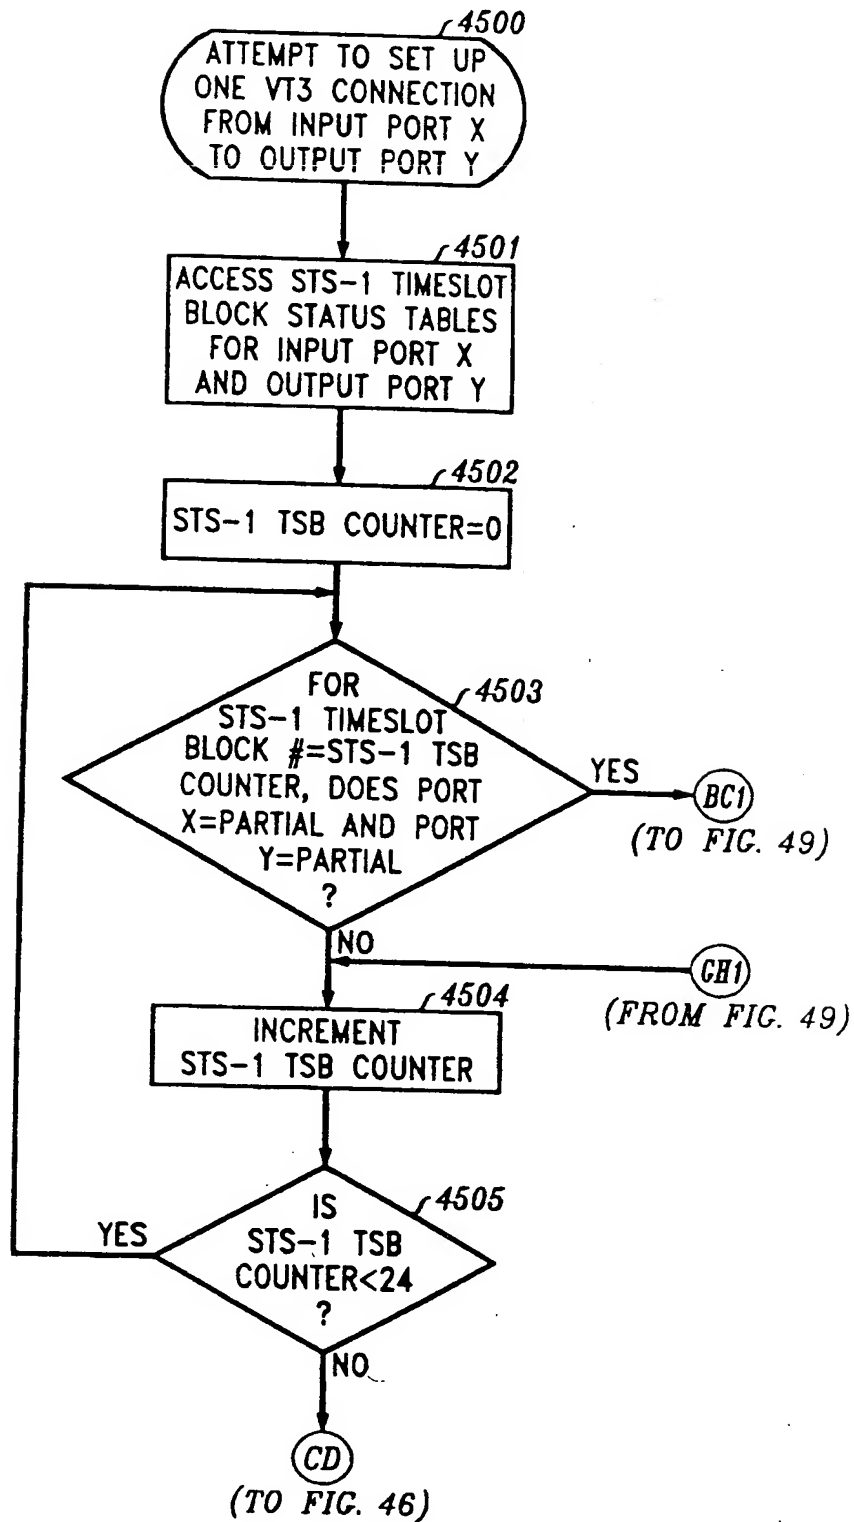 4500
ATTEMPT TO SET UP
ONE VT3 CONNECTION
FROM INPUT PORT X
TO OUTPUT PORT Y
4501
ACCESS STS-1 TIMESLOT
BLOCK STATUS TABLES
FOR INPUT PORT X
AND OUTPUT PORT Y
4502
STS-1 TSB COUNTER=0
4503
FOR
STS-1 TIMESLOT
BLOCK #=STS-1 TSB
COUNTER, DOES PORT
X=PARTIAL AND PORT
Y=PARTIAL
?
YES
BC1
(TO FIG. 49)
NO
GH1
(FROM FIG. 49)
4504
INCREMENT
STS-1 TSB COUNTER
4505
IS
STS-1 TSB
COUNTER<24
?
YES
NO
CD
(TO FIG. 46)